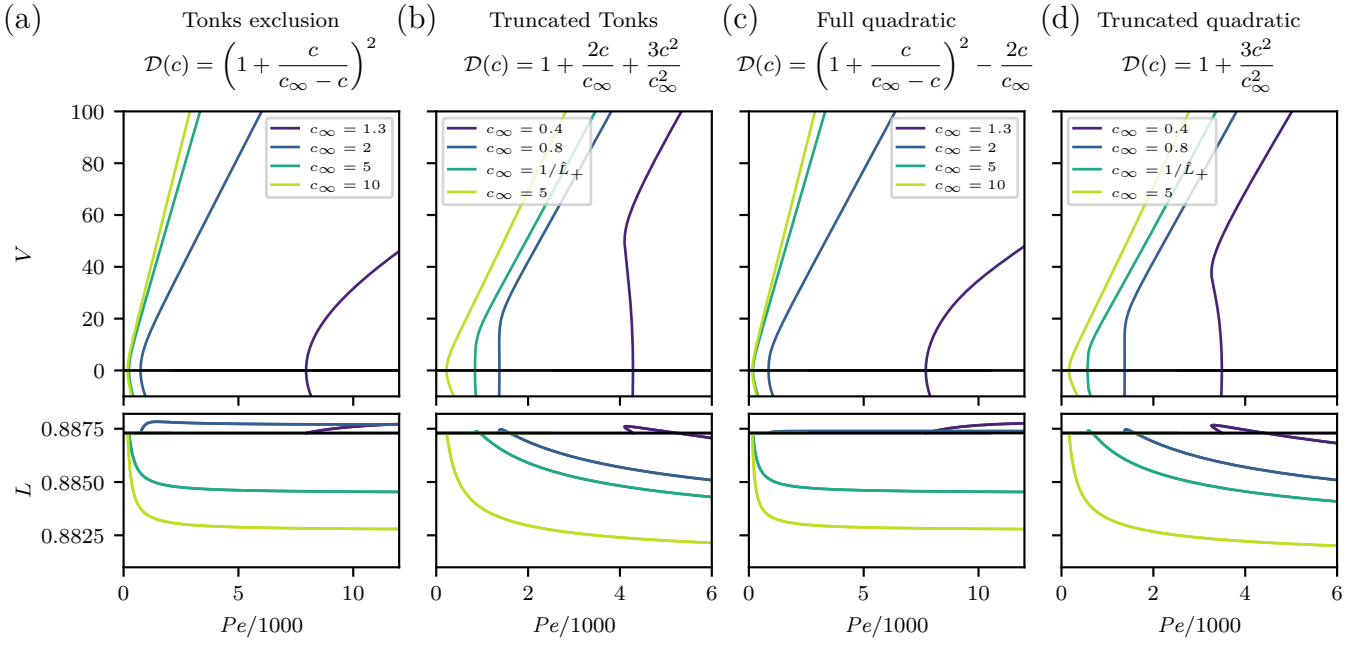 (a) Tonks exclusion
𝒟(c) = (1 + c/(c∞ − c))²
(b) Truncated Tonks
𝒟(c) = 1 + 2c/c∞ + 3c²/c∞²
(c) Full quadratic
𝒟(c) = (1 + c/(c∞ − c))² − 2c/c∞
(d) Truncated quadratic
𝒟(c) = 1 + 3c²/c∞²
V
100
80
60
40
20
0
c∞ = 1.3
c∞ = 2
c∞ = 5
c∞ = 10
c∞ = 0.4
c∞ = 0.8
c∞ = 1/L̂₊
c∞ = 5
c∞ = 1.3
c∞ = 2
c∞ = 5
c∞ = 10
c∞ = 0.4
c∞ = 0.8
c∞ = 1/L̂₊
c∞ = 5
L
0.8875
0.8850
0.8825
0 5 10
0 2 4 6
0 5 10
0 2 4 6
Pe/1000 Pe/1000 Pe/1000 Pe/1000